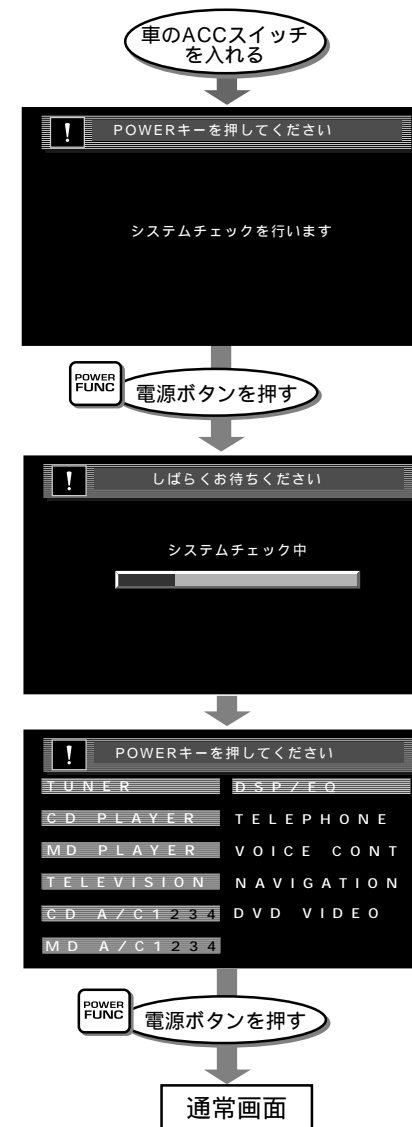 車のACCスイッチ
を入れる
!
POWERキーを押してください
システムチェックを行います
POWER
FUNC
電源ボタンを押す
!
しばらくお待ちください
システムチェック中
!
POWERキーを押してください
TUNER DSP/EQ
CD PLAYER TELEPHONE
MD PLAYER VOICE CONT
TELEVISION NAVIGATION
CD A/C1234 DVD VIDEO
MD A/C1234
POWER
FUNC
電源ボタンを押す
通常画面